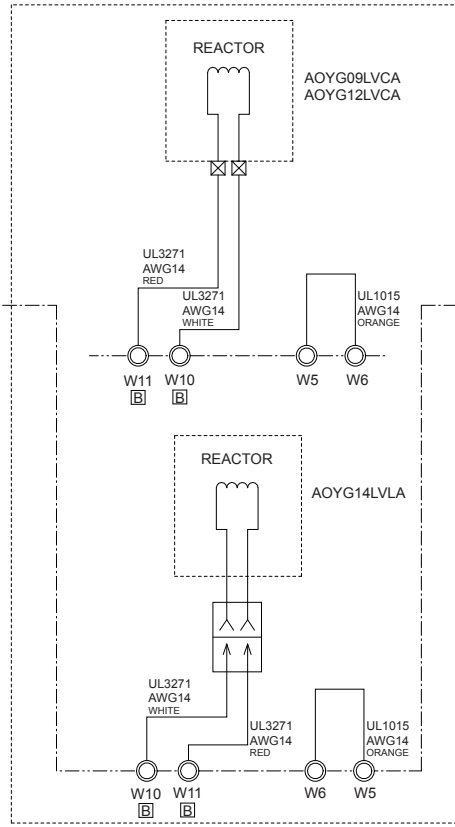 REACTOR
AOYG09LVCA
AOYG12LVCA
UL3271
AWG14
RED
UL3271
AWG14
WHITE
UL1015
AWG14
ORANGE
W11 W10 W5 W6
B B
REACTOR
AOYG14LVLA
UL3271
AWG14
WHITE
UL3271
AWG14
RED
UL1015
AWG14
ORANGE
W10 W11 W6 W5
B B